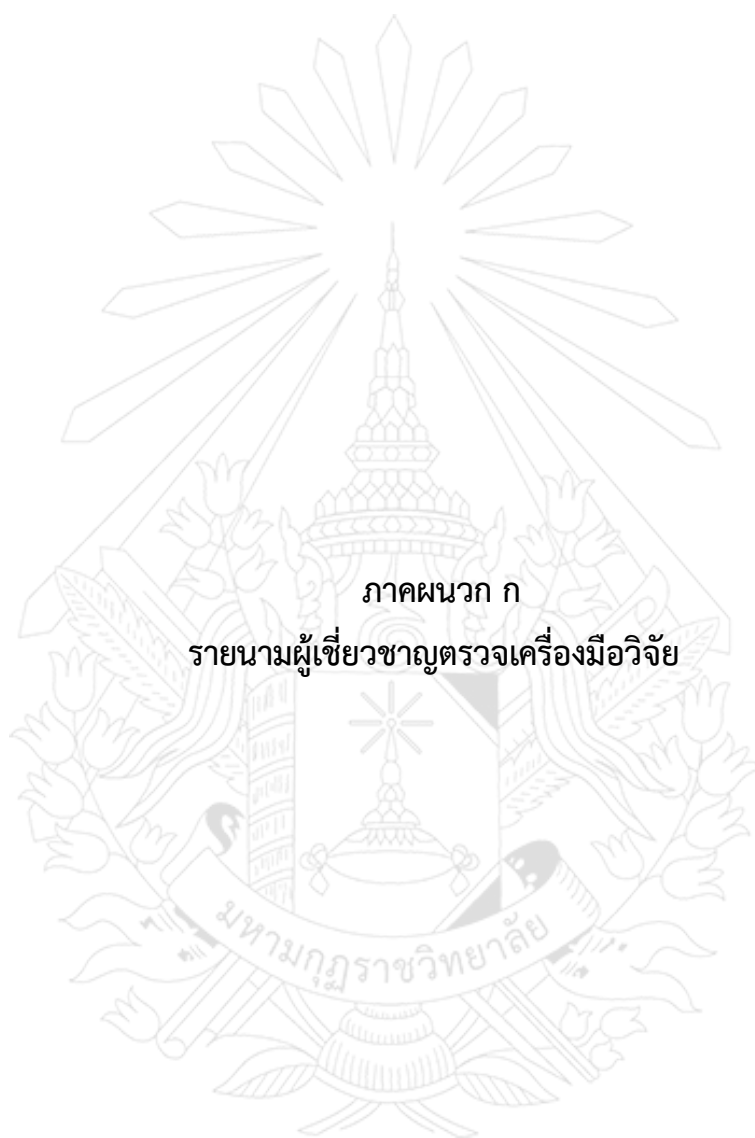 ภาคผนวก ก
รายนามผู้เชี่ยวชาญตรวจเครื่องมือวิจัย
มหามกุฏราชวิทยาลัย